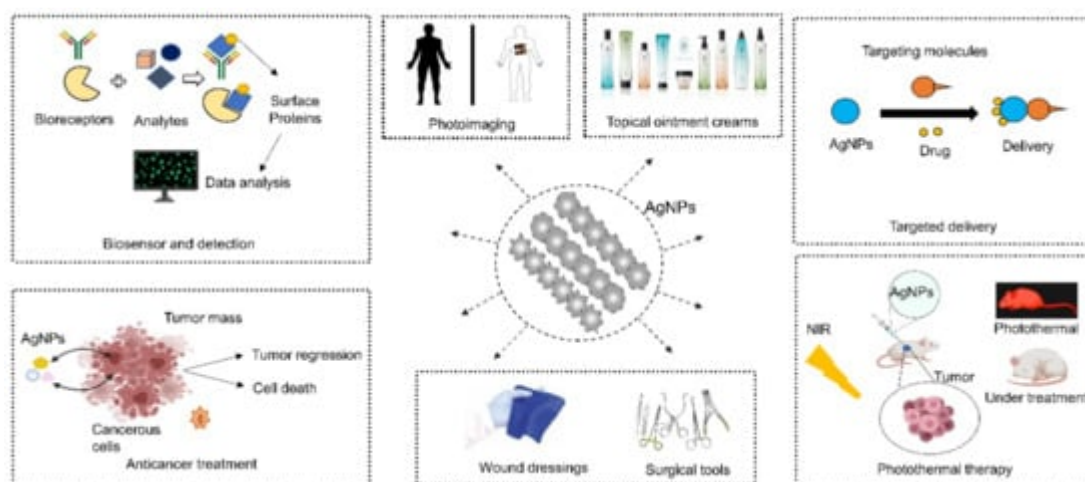 Bioreceptors
Analytes
Surface
Proteins
Data analysis
Biosensor and detection
Photoimaging
Topical ointment creams
Targeting molecules
AgNPs
Drug
Delivery
Targeted delivery
AgNPs
AgNPs
Tumor mass
Tumor regression
Cell death
Cancerous
cells
Anticancer treatment
Wound dressings
Surgical tools
AgNPs
NIR
Photothermal
Tumor
Under treatment
Photothermal therapy